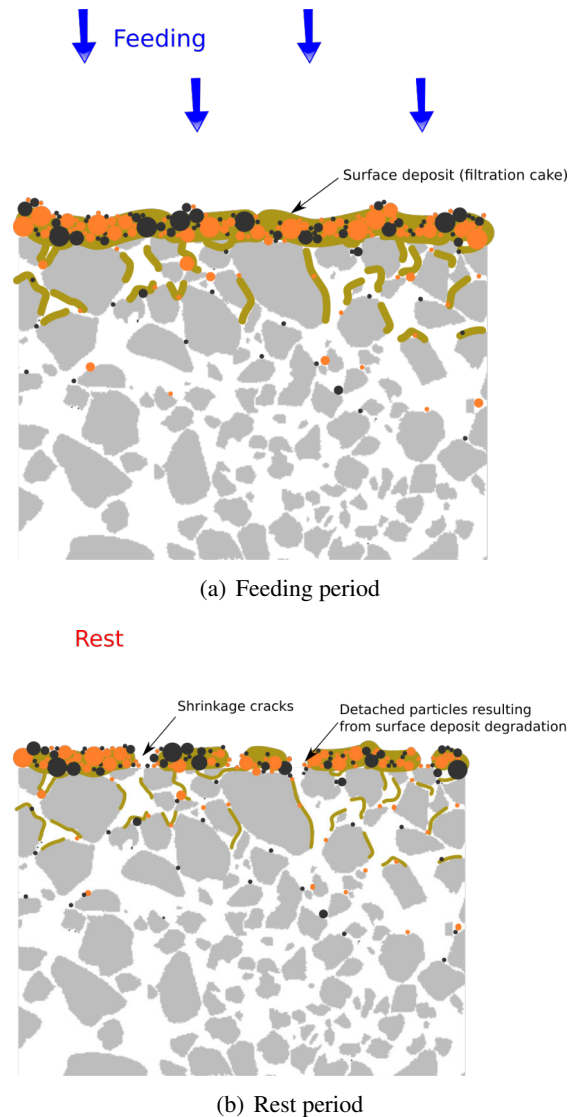 Feeding
Surface deposit (filtration cake)
(a) Feeding period
Rest
Shrinkage cracks
Detached particles resulting
from surface deposit degradation
(b) Rest period